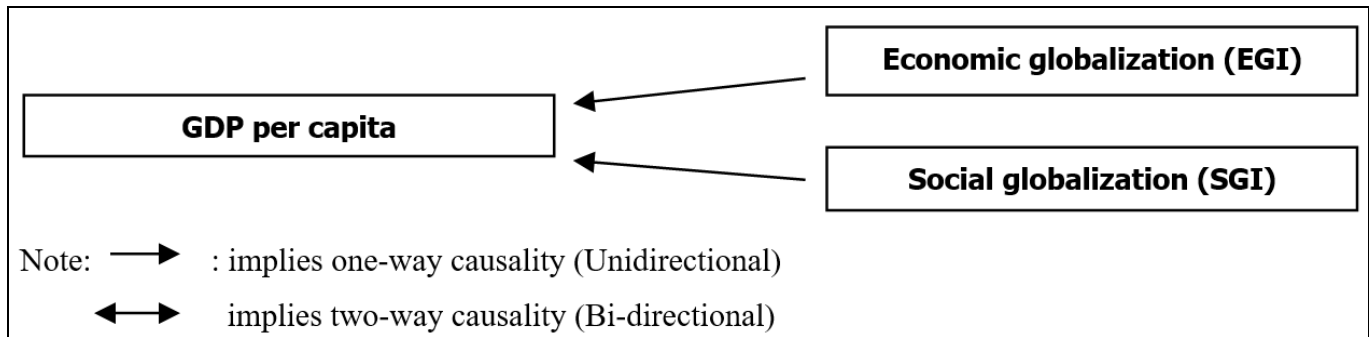 Economic globalization (EGI)
GDP per capita
Social globalization (SGI)
Note: : implies one-way causality (Unidirectional)
implies two-way causality (Bi-directional)